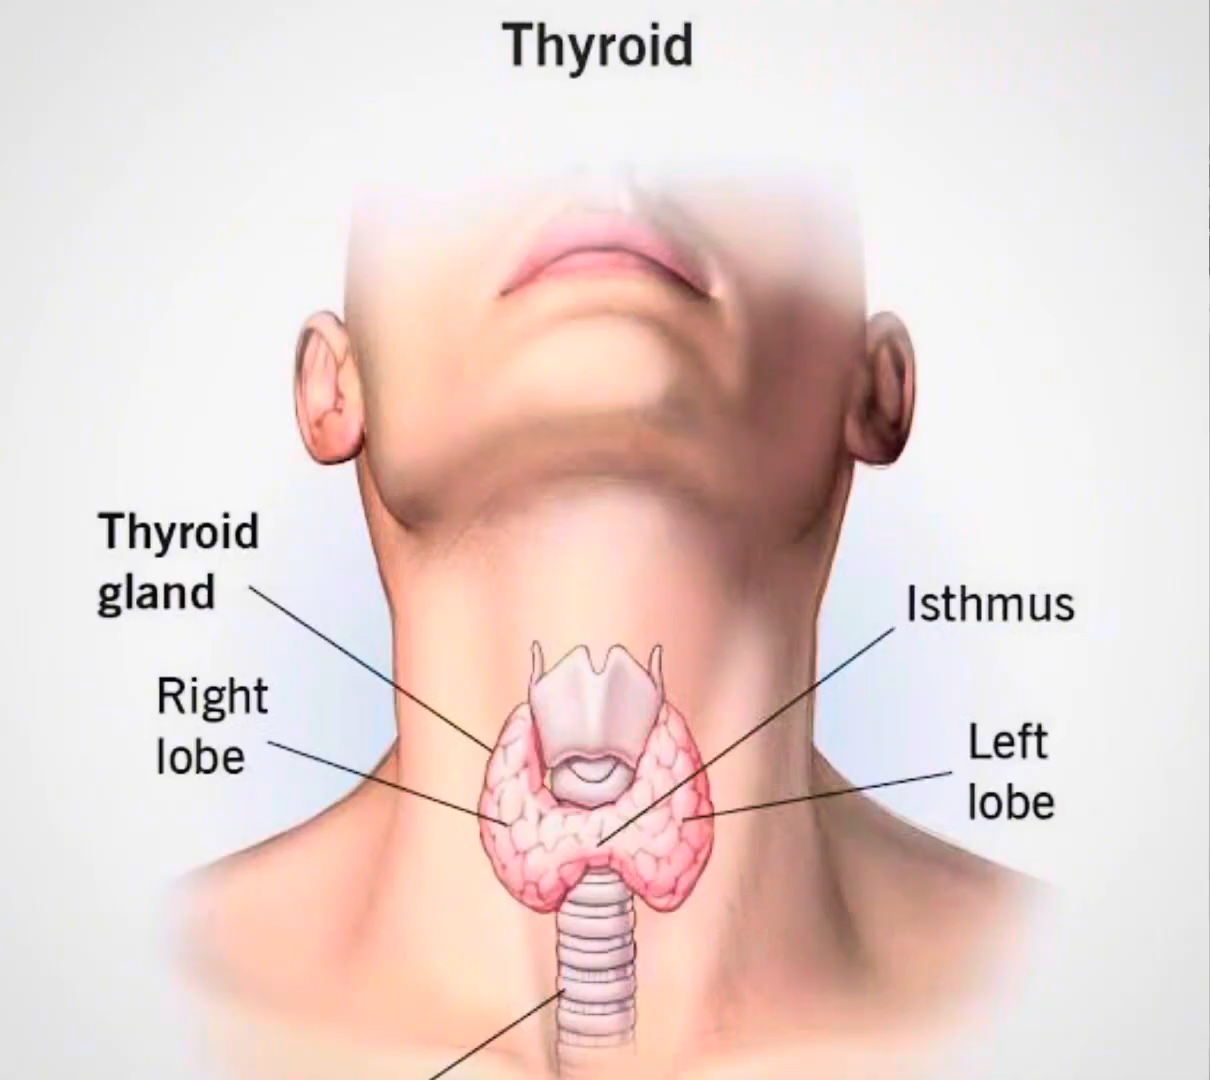 Thyroid
Thyroid
gland
Right
lobe
Isthmus
Left
lobe